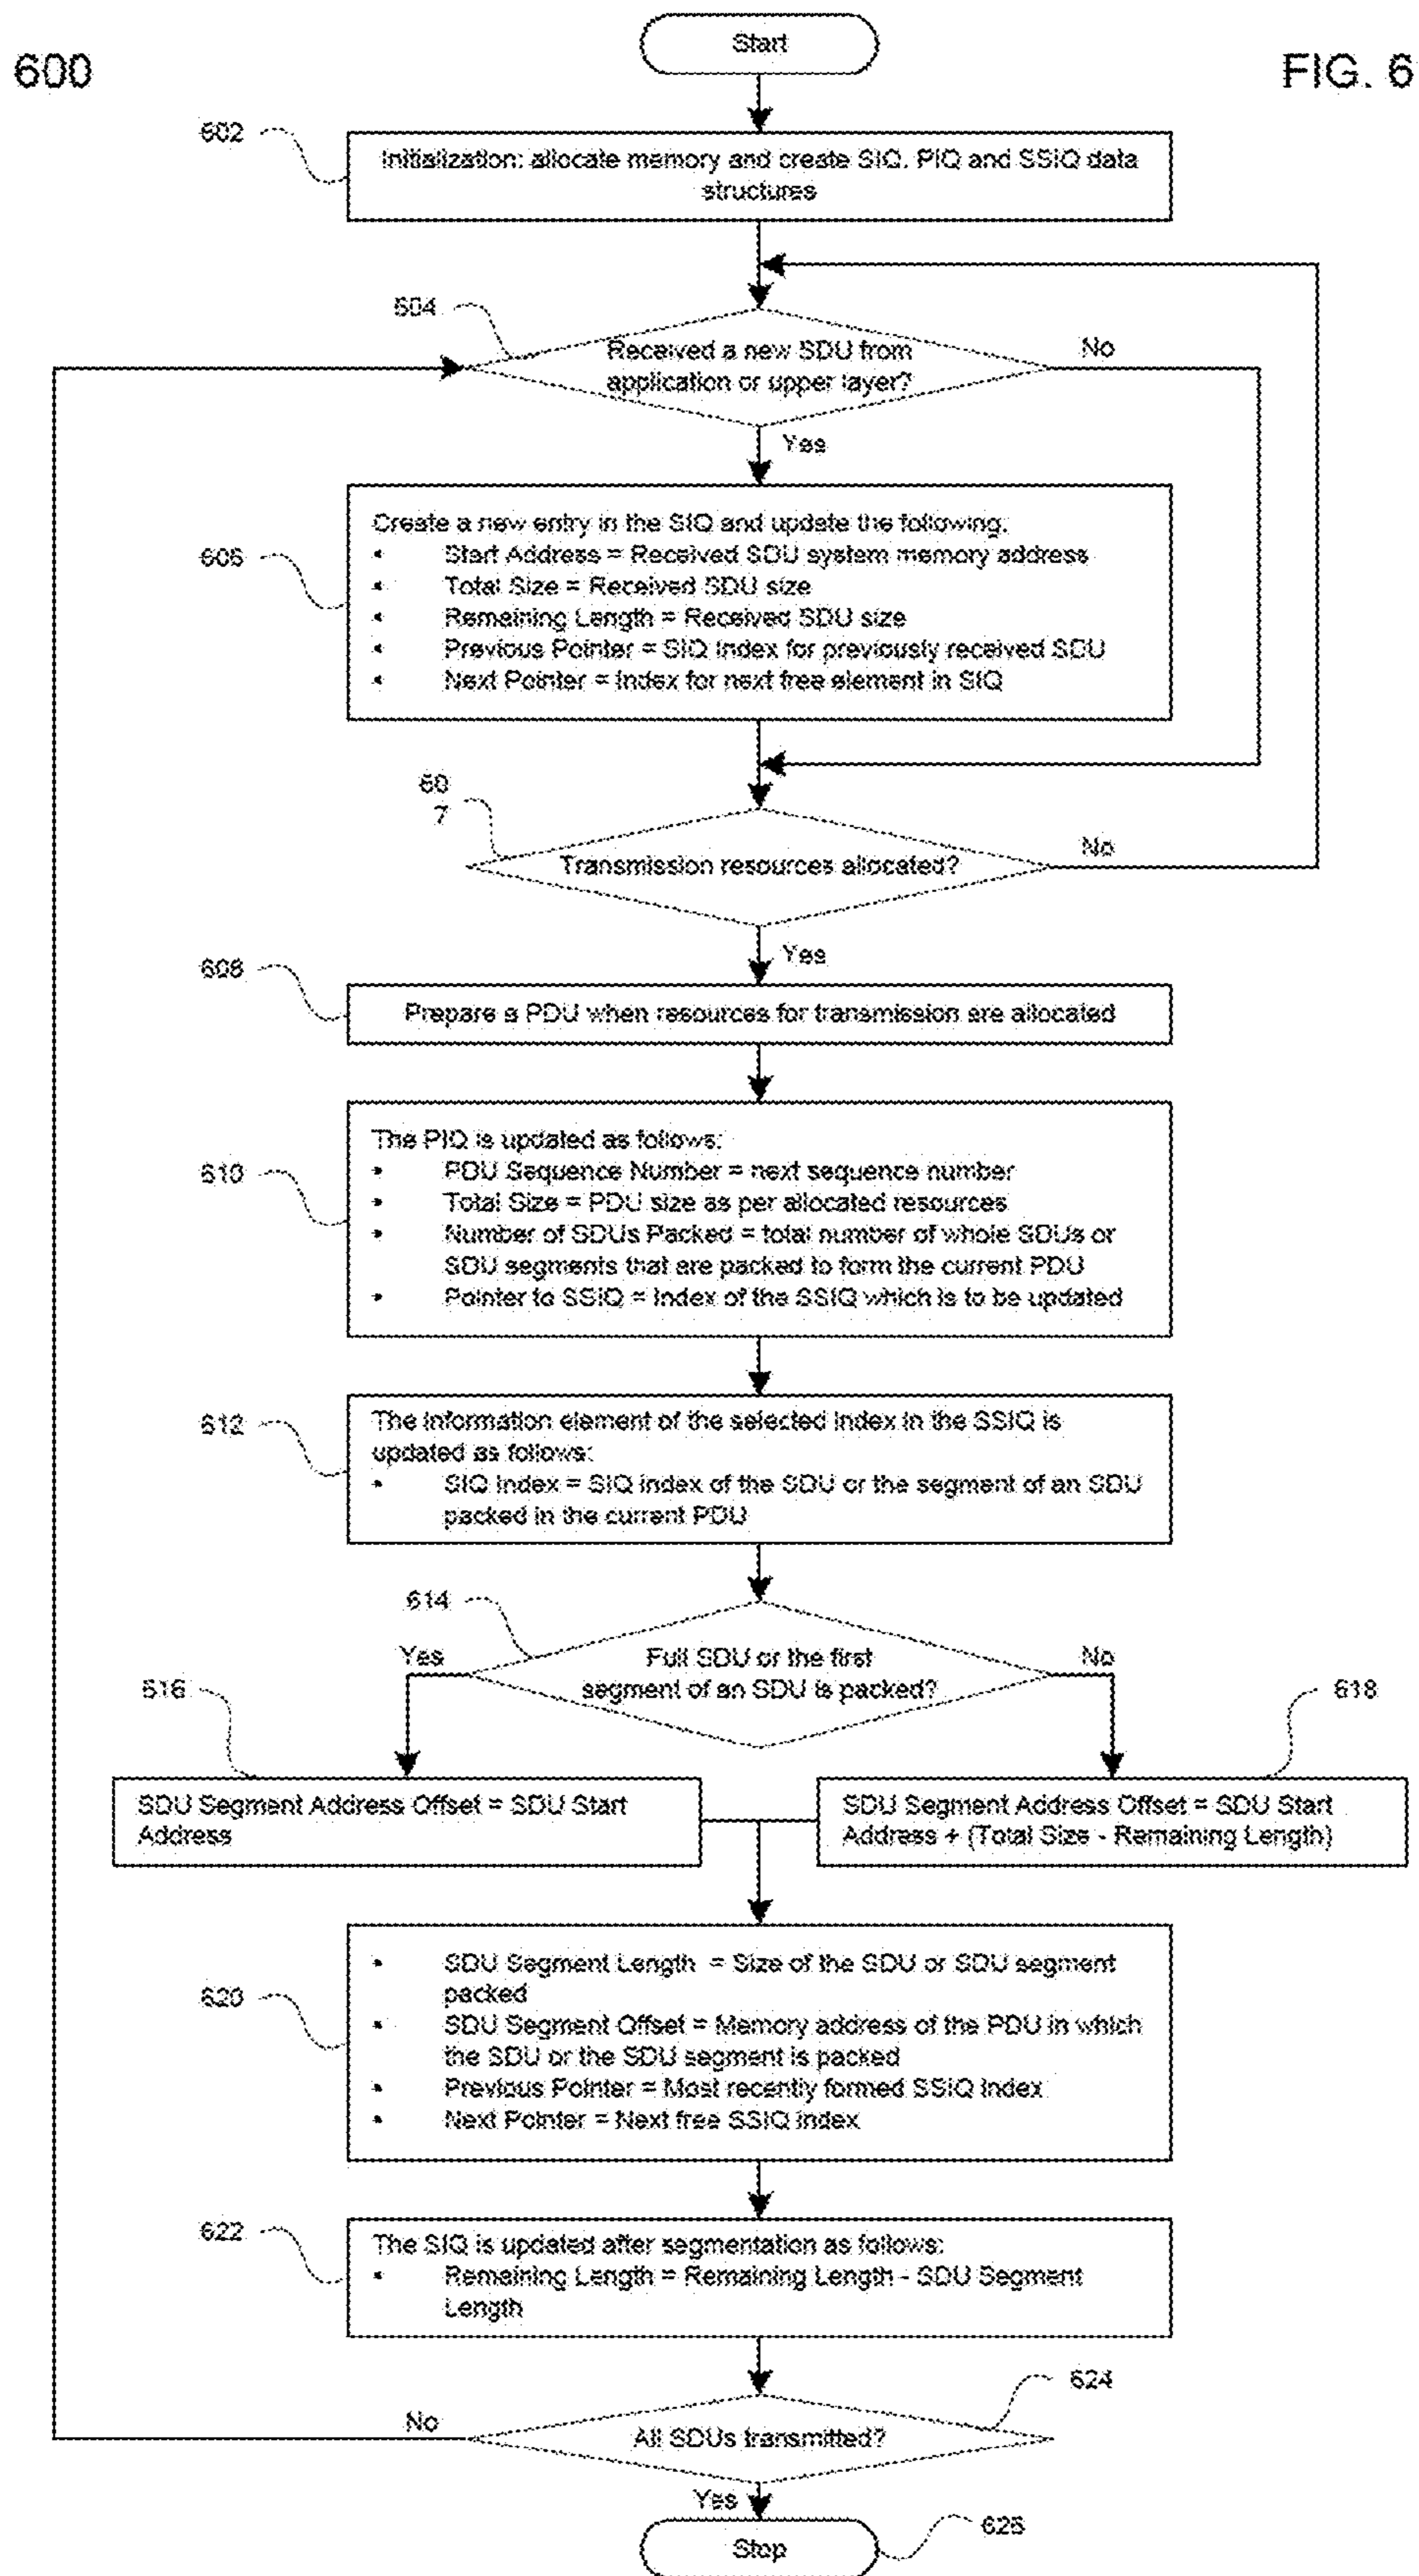 Start
600
FIG. 6
602
Initialization: allocate memory and create SIQ, PIQ and SSIQ data
structures
604
Received a new SDU from
application or upper layer?
No
Yes
606
Create a new entry in the SIQ and update the following:
• Start Address = Received SDU system memory address
• Total Size = Received SDU size
• Remaining Length = Received SDU size
• Previous Pointer = SIQ Index for previously received SDU
• Next Pointer = Index for next free element in SIQ
60
7
Transmission resources allocated?
No
Yes
608
Prepare a PDU when resources for transmission are allocated
610
The PIQ is updated as follows:
• PDU Sequence Number = next sequence number
• Total Size = PDU size as per allocated resources
• Number of SDUs Packed = total number of whole SDUs or
SDU segments that are packed to form the current PDU
• Pointer to SSIQ = Index of the SSIQ which is to be updated
612
The information element of the selected index in the SSIQ is
updated as follows:
• SIQ Index = SIQ index of the SDU or the segment of an SDU
packed in the current PDU
614
Yes
Full SDU or the first
segment of an SDU is packed?
No
616
618
SDU Segment Address Offset = SDU Start
Address
SDU Segment Address Offset = SDU Start
Address + (Total Size - Remaining Length)
620
• SDU Segment Length = Size of the SDU or SDU segment
packed
• SDU Segment Offset = Memory address of the PDU in which
the SDU or the SDU segment is packed
• Previous Pointer = Most recently formed SSIQ Index
• Next Pointer = Next free SSIQ index
622
The SIQ is updated after segmentation as follows:
• Remaining Length = Remaining Length - SDU Segment
Length
624
No
All SDUs transmitted?
Yes
Stop
626